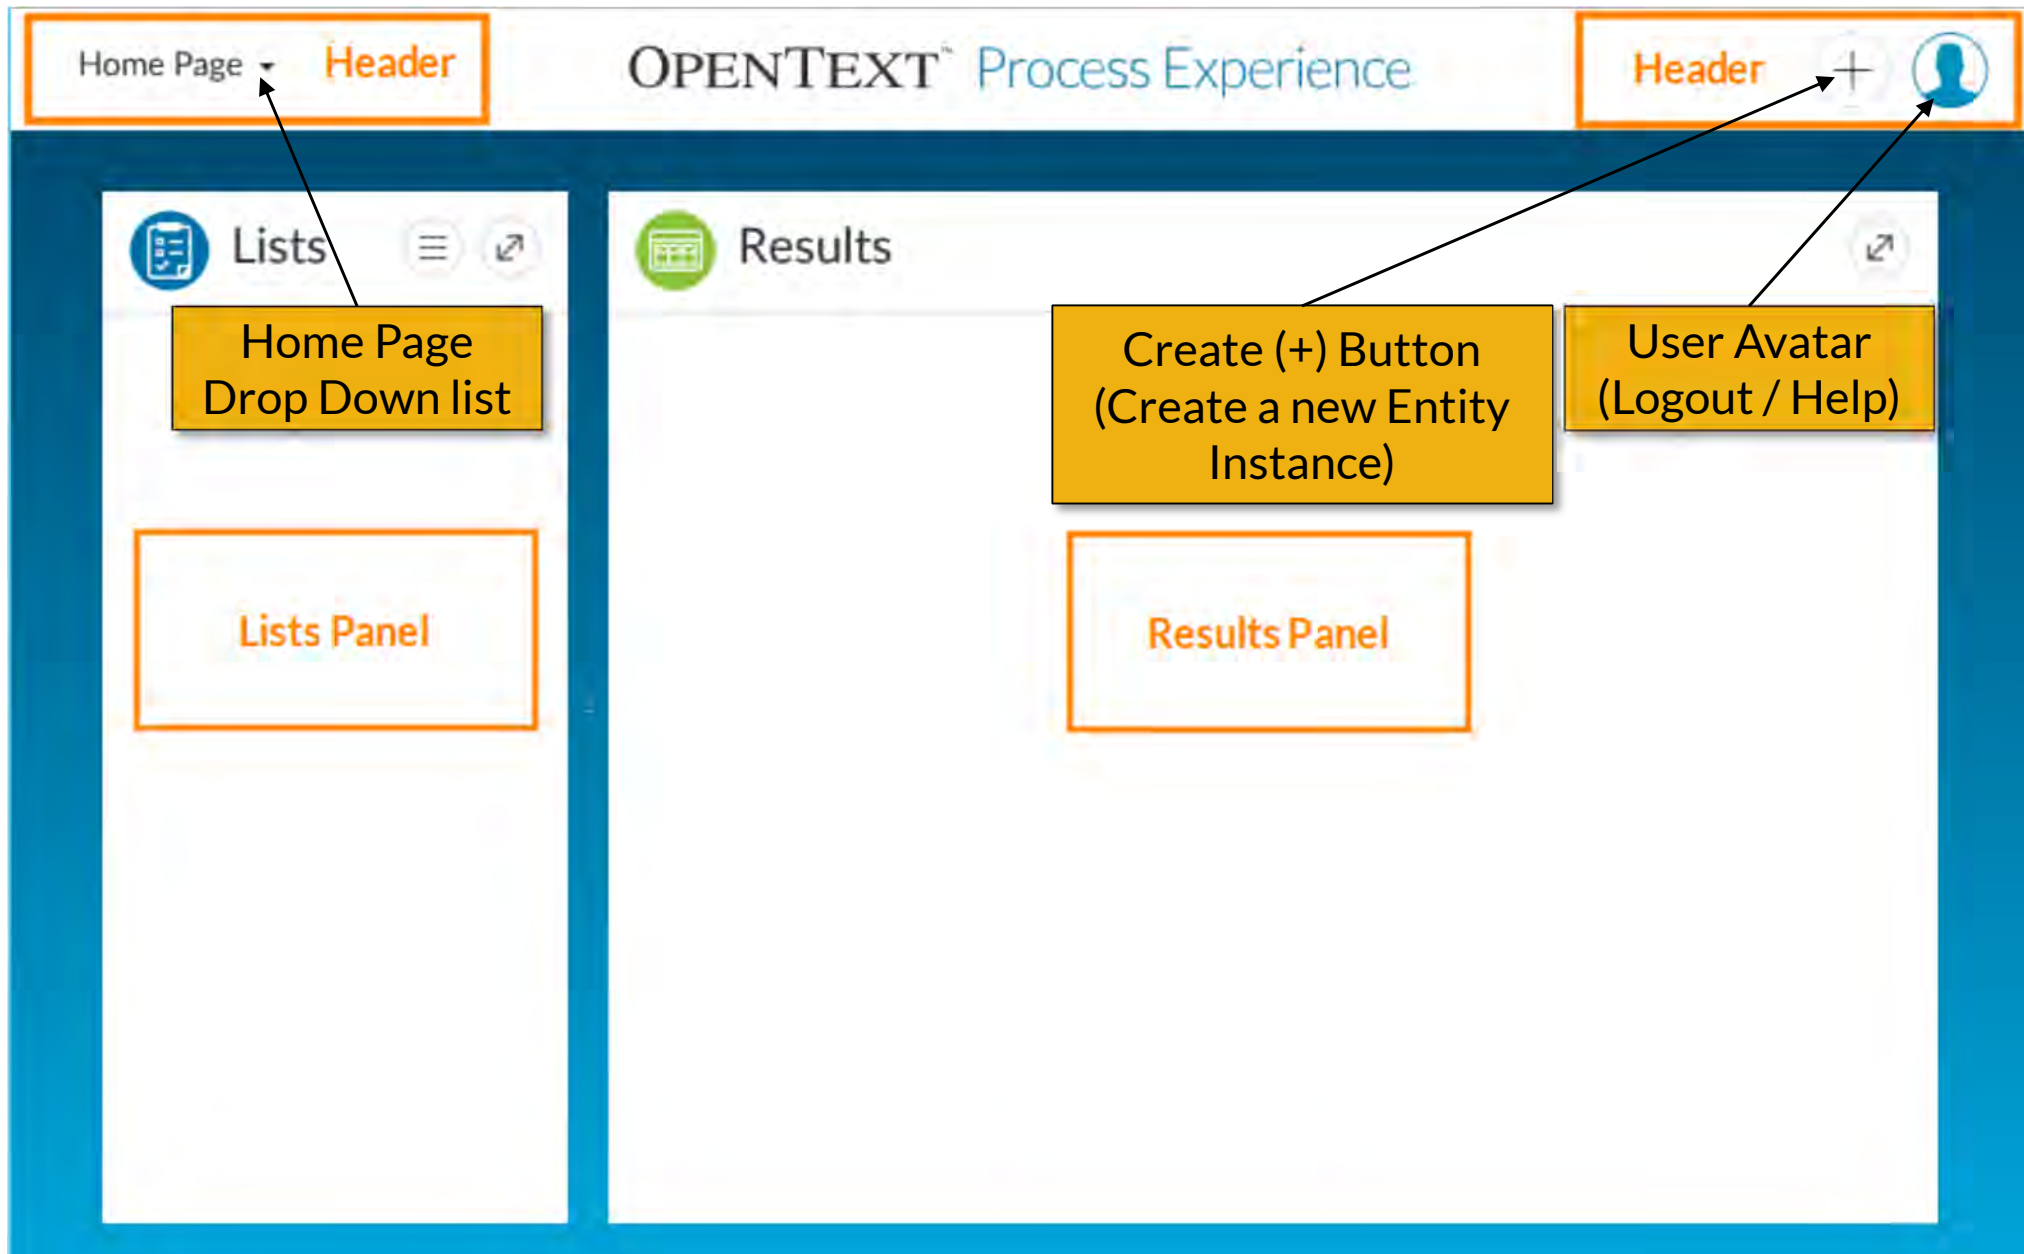 Home Page
Header
OPENTEXT™ Process Experience
Header
Lists
Results
Home Page
Drop Down list
Create (+) Button
(Create a new Entity
Instance)
User Avatar
(Logout / Help)
Lists Panel
Results Panel